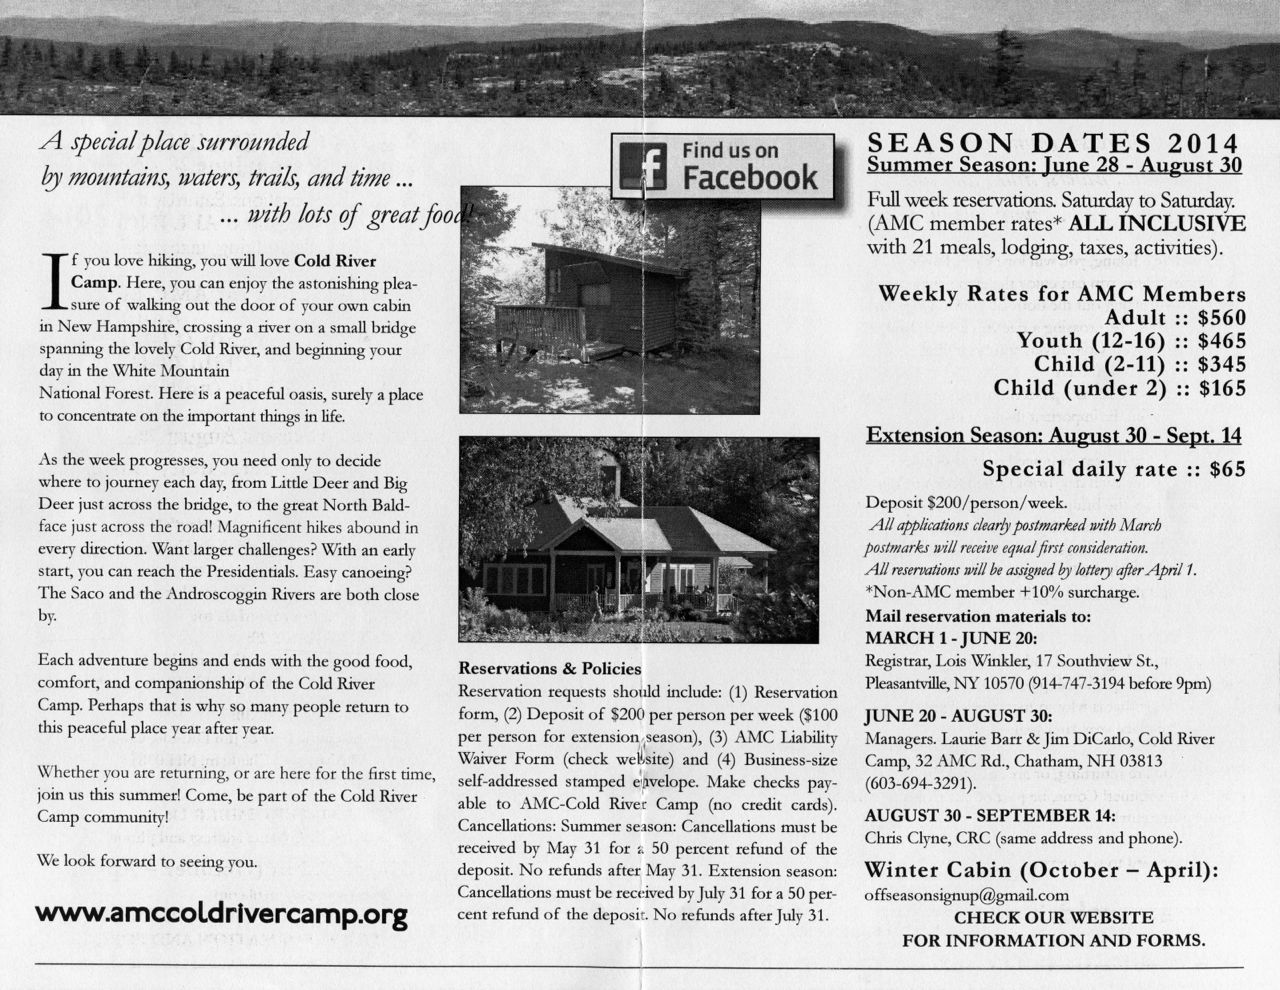 A special place surrounded
by mountains, waters, trails, and time ...
... with lots of great food!
If you love hiking, you will love Cold River
Camp. Here, you can enjoy the astonishing plea-
sure of walking out the door of your own cabin
in New Hampshire, crossing a river on a small bridge
spanning the lovely Cold River, and beginning your
day in the White Mountain
National Forest. Here is a peaceful oasis, surely a place
to concentrate on the important things in life.
As the week progresses, you need only to decide
where to journey each day, from Little Deer and Big
Deer just across the bridge, to the great North Bald-
face just across the road! Magnificent hikes abound in
every direction. Want larger challenges? With an early
start, you can reach the Presidentials. Easy canoeing?
The Saco and the Androscoggin Rivers are both close
by.
Each adventure begins and ends with the good food,
comfort, and companionship of the Cold River
Camp. Perhaps that is why so many people return to
this peaceful place year after year.
Whether you are returning, or are here for the first time,
join us this summer! Come, be part of the Cold River
Camp community!
We look forward to seeing you.
www.amccoldrivercamp.org
f Find us on
Facebook
Reservations & Policies
Reservation requests should include: (1) Reservation
form, (2) Deposit of $200 per person per week ($100
per person for extension season), (3) AMC Liability
Waiver Form (check website) and (4) Business-size
self-addressed stamped envelope. Make checks pay-
able to AMC-Cold River Camp (no credit cards).
Cancellations: Summer season: Cancellations must be
received by May 31 for a 50 percent refund of the
deposit. No refunds after May 31. Extension season:
Cancellations must be received by July 31 for a 50 per-
cent refund of the deposit. No refunds after July 31.
SEASON DATES 2014
Summer Season: June 28 - August 30
Full week reservations. Saturday to Saturday.
(AMC member rates* ALL INCLUSIVE
with 21 meals, lodging, taxes, activities).
Weekly Rates for AMC Members
Adult :: $560
Youth (12-16) :: $465
Child (2-11) :: $345
Child (under 2) :: $165
Extension Season: August 30 - Sept. 14
Special daily rate :: $65
Deposit $200/person/week.
All applications clearly postmarked with March
postmarks will receive equal first consideration.
All reservations will be assigned by lottery after April 1.
*Non-AMC member +10% surcharge.
Mail reservation materials to:
MARCH 1 - JUNE 20:
Registrar, Lois Winkler, 17 Southview St.,
Pleasantville, NY 10570 (914-747-3194 before 9pm)
JUNE 20 - AUGUST 30:
Managers. Laurie Barr & Jim DiCarlo, Cold River
Camp, 32 AMC Rd., Chatham, NH 03813
(603-694-3291).
AUGUST 30 - SEPTEMBER 14:
Chris Clyne, CRC (same address and phone).
Winter Cabin (October – April):
offseasonsignup@gmail.com
CHECK OUR WEBSITE
FOR INFORMATION AND FORMS.